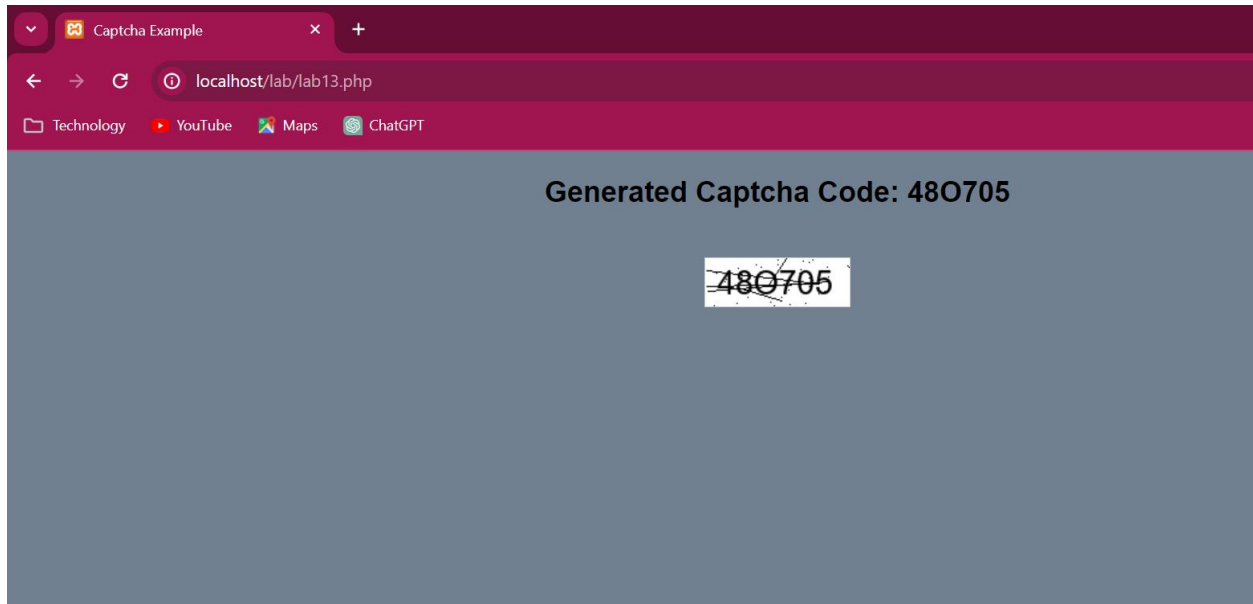 Captcha Example
localhost/lab/lab13.php
Technology YouTube Maps ChatGPT
Generated Captcha Code: 48O705
48O705